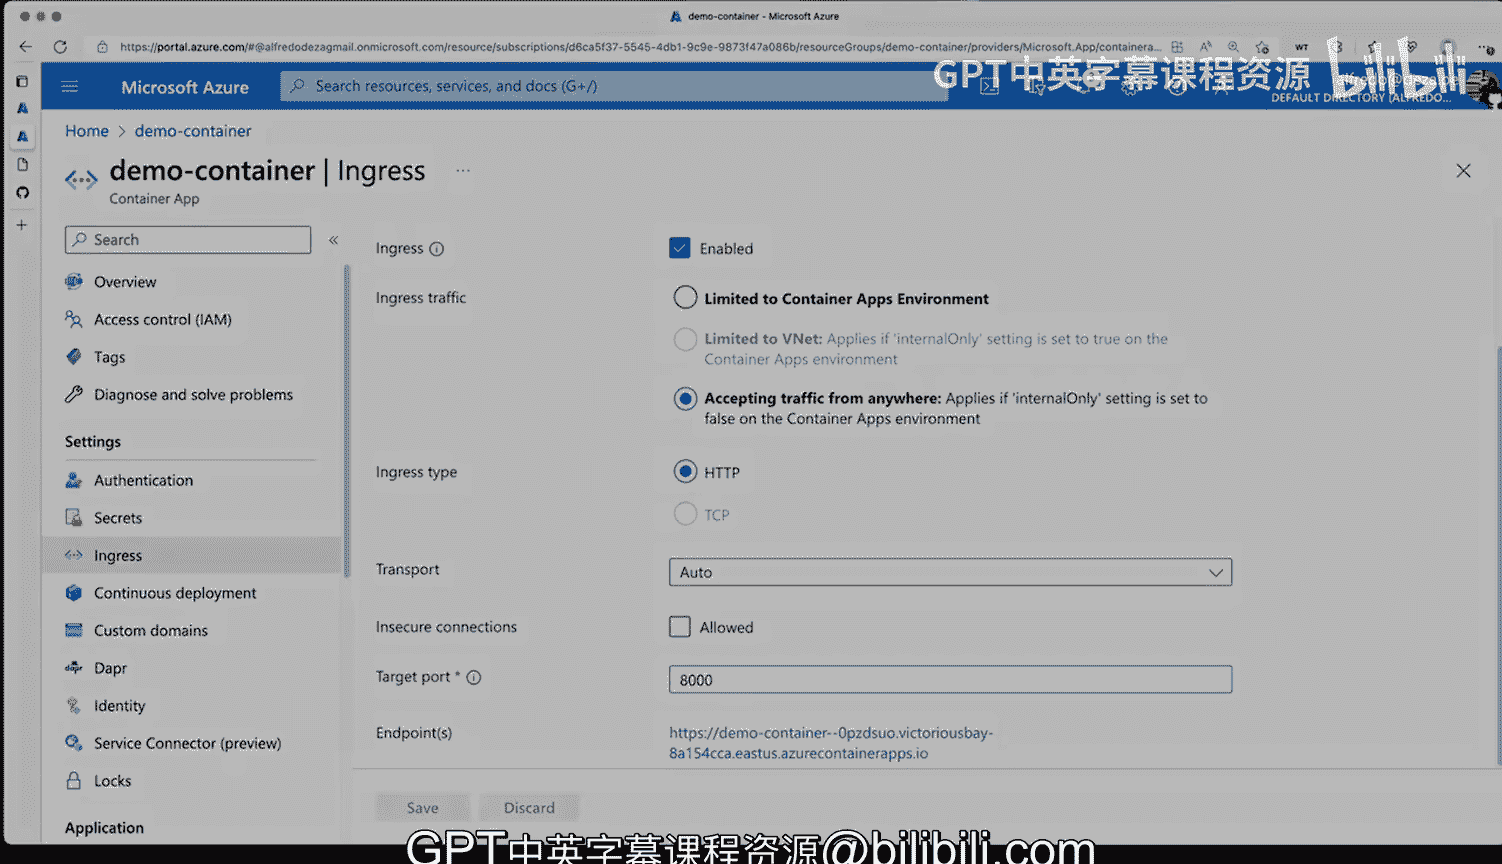 demo-container - Microsoft Azure
https://portal.azure.com/#@alfredodezagmail.onmicrosoft.com/resource/subscriptions/d6ca5f37-5545-4db1-9c9e-9873f47a086b/resourceGroups/demo-container/providers/Microsoft.App/containera...
WT
Microsoft Azure
Search resources, services, and docs (G+/)
GPT中英字幕课程资源
bilibili
DEFAULT DIRECTORY (ALFREDO...
Home > demo-container
demo-container | Ingress ...
Container App
Search «
Overview
Access control (IAM)
Tags
Diagnose and solve problems
Settings
Authentication
Secrets
Ingress
Continuous deployment
Custom domains
Dapr
Identity
Service Connector (preview)
Locks
Application
Ingress
Enabled
Ingress traffic
Limited to Container Apps Environment
Limited to VNet: Applies if 'internalOnly' setting is set to true on the
Container Apps environment
Accepting traffic from anywhere: Applies if 'internalOnly' setting is set to
false on the Container Apps environment
Ingress type
HTTP
TCP
Transport
Auto
Insecure connections
Allowed
Target port *
8000
Endpoint(s)
https://demo-container--0pzdsuo.victoriousbay-
8a154cca.eastus.azurecontainerapps.io
Save Discard
GPT中英字幕课程资源@bilibili.com